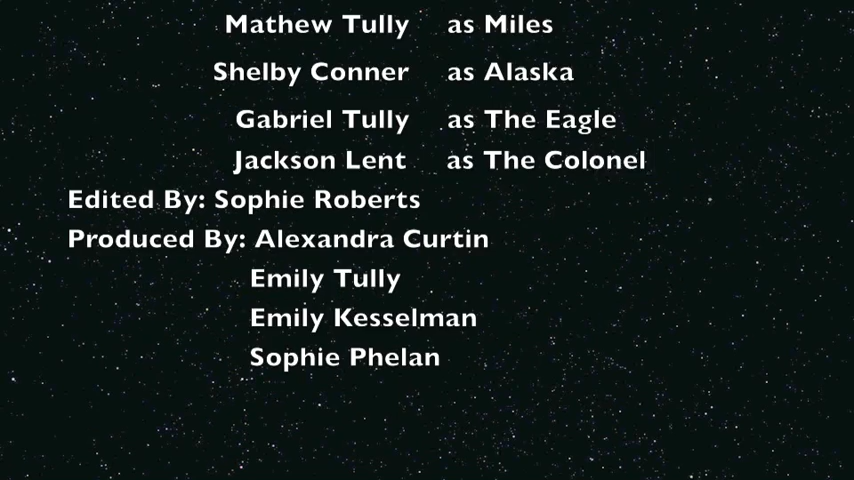 Mathew Tully as Miles
Shelby Conner as Alaska
Gabriel Tully as The Eagle
Jackson Lent as The Colonel
Edited By: Sophie Roberts
Produced By: Alexandra Curtin
Emily Tully
Emily Kesselman
Sophie Phelan